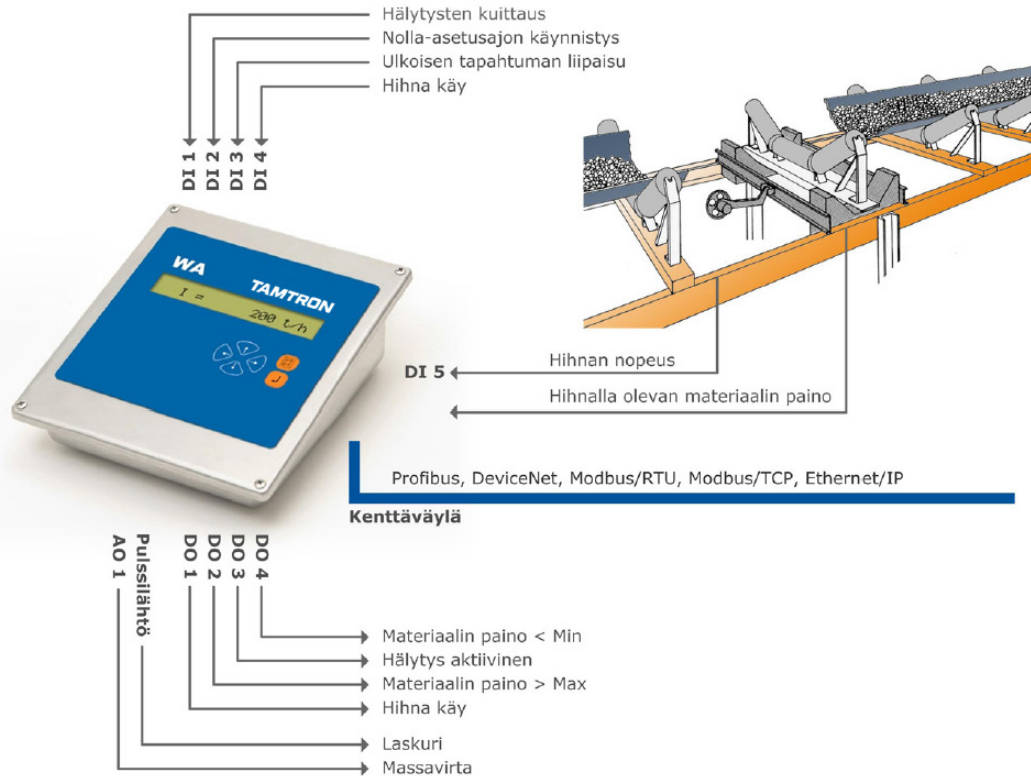 Hälytysten kuittaus
Nolla-asetusajon käynnistys
Ulkoisen tapahtuman liipaisu
Hihna käy
DI 1
DI 2
DI 3
DI 4
WA
TAMTRON
I =
200 t/h
DI 5
Hihnan nopeus
Hihnalla olevan materiaalin paino
Profibus, DeviceNet, Modbus/RTU, Modbus/TCP, Ethernet/IP
Kenttäväylä
AO 1
Pulssilähtö
DO 1
DO 2
DO 3
DO 4
Materiaalin paino < Min
Hälytys aktiivinen
Materiaalin paino > Max
Hihna käy
Laskuri
Massavirta